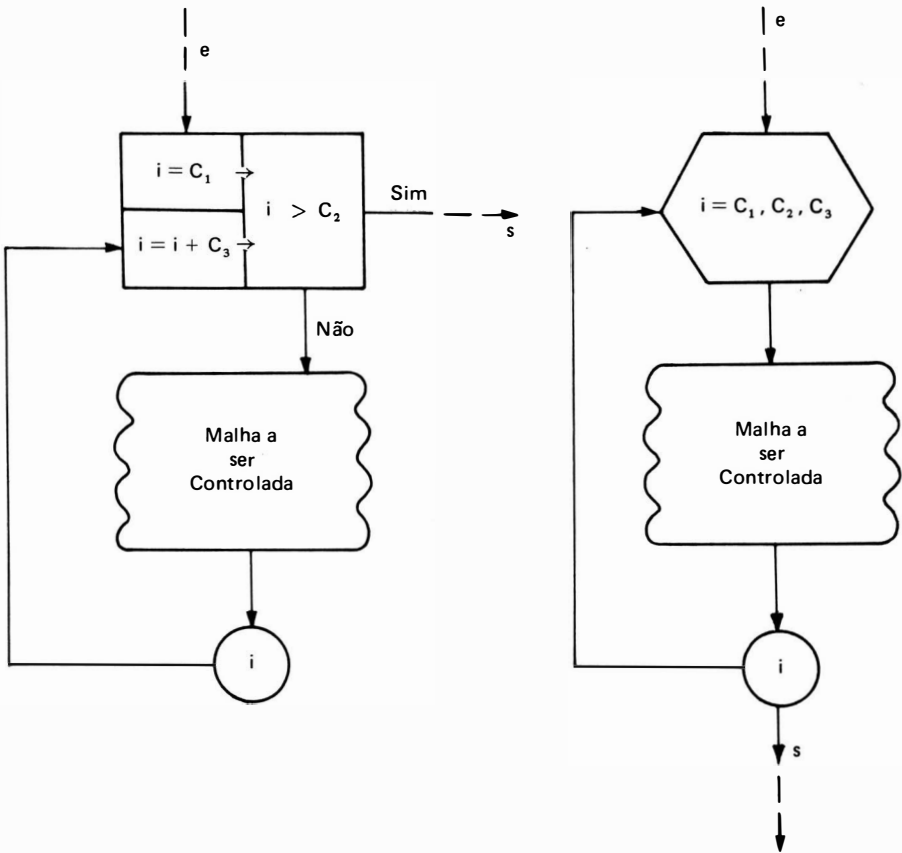 e
i = C₁ →
i = i + C₃ →
i > C₂
Sim
s
Não
Malha a
ser
Controlada
i
e
i = C₁, C₂, C₃
Malha a
ser
Controlada
i
s